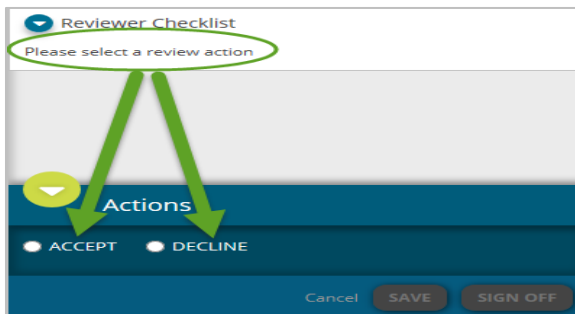 Reviewer Checklist
Please select a review action
Actions
ACCEPT DECLINE
Cancel SAVE SIGN OFF